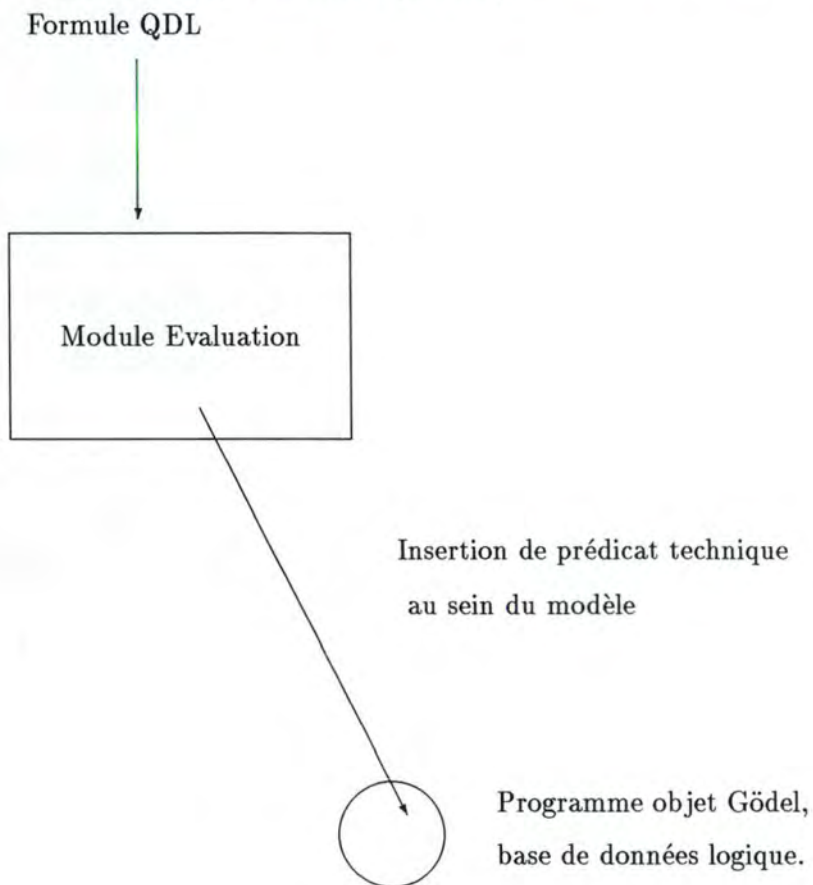 Formule QDL
Module Evaluation
Insertion de prédicat technique
au sein du modèle
Programme objet Gödel,
base de données logique.